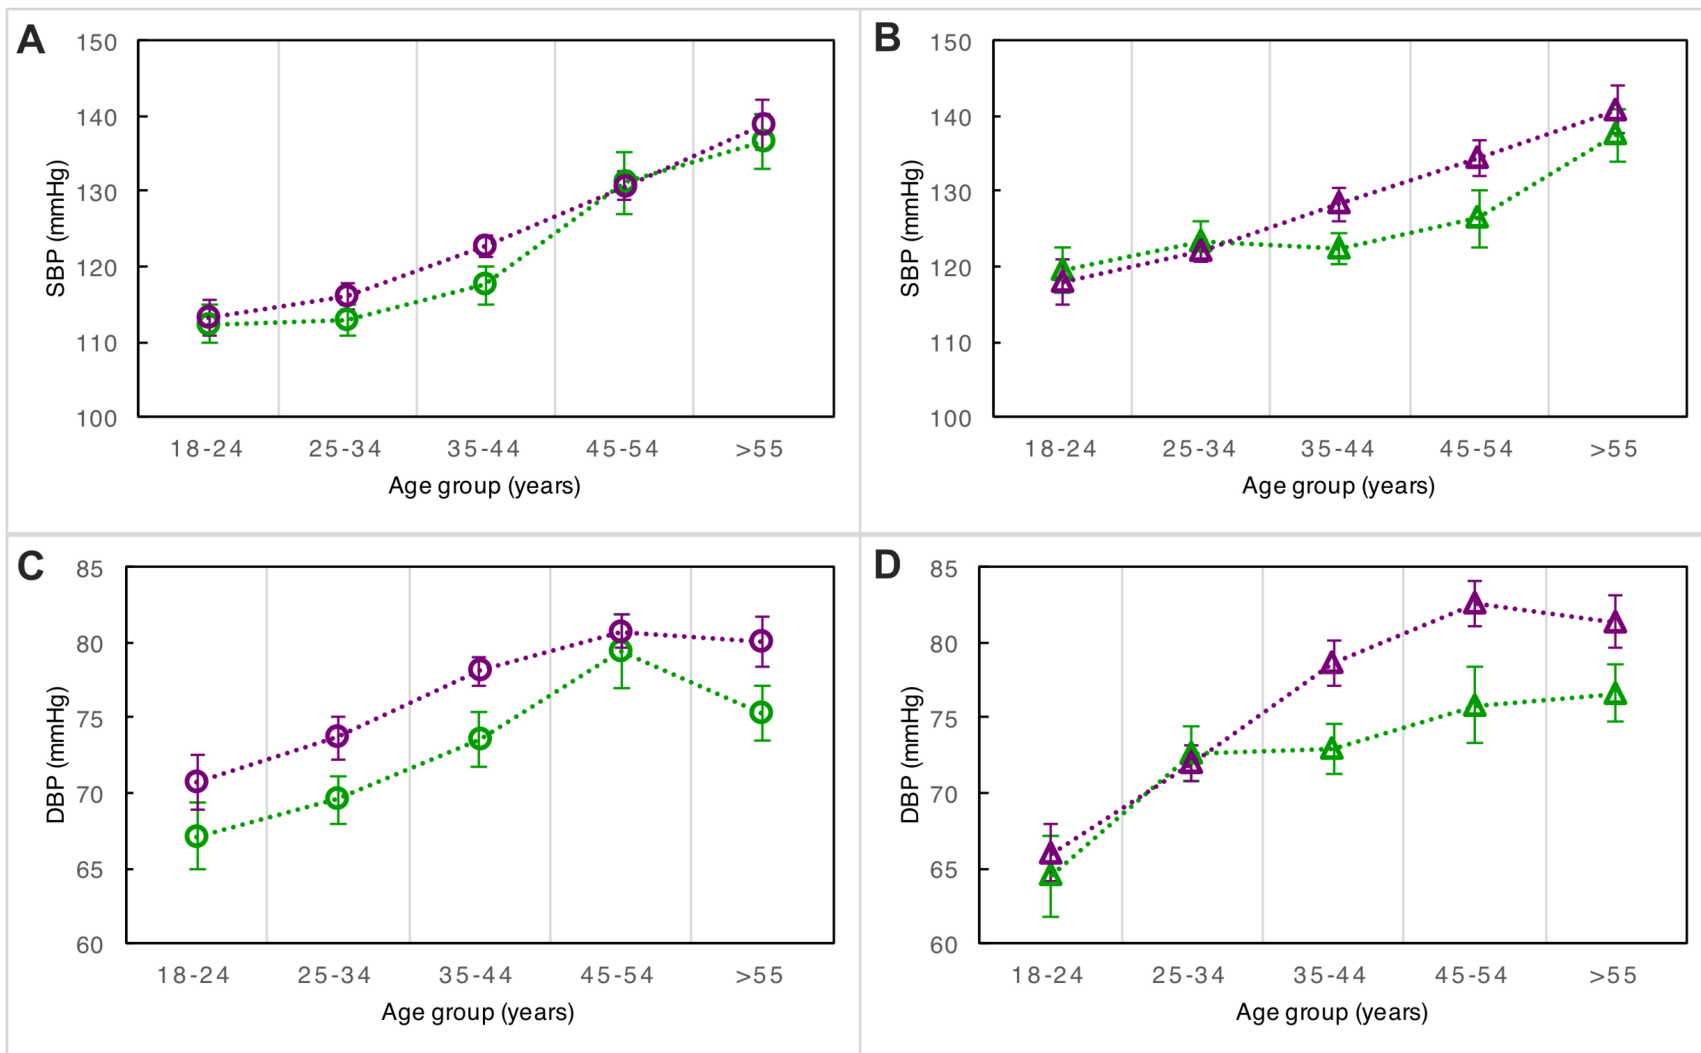 A
150
140
130
120
110
100
SBP (mmHg)
18-24 25-34 35-44 45-54 >55
Age group (years)
B
150
140
130
120
110
100
SBP (mmHg)
18-24 25-34 35-44 45-54 >55
Age group (years)
C
85
80
75
70
65
60
DBP (mmHg)
18-24 25-34 35-44 45-54 >55
Age group (years)
D
85
80
75
70
65
60
DBP (mmHg)
18-24 25-34 35-44 45-54 >55
Age group (years)